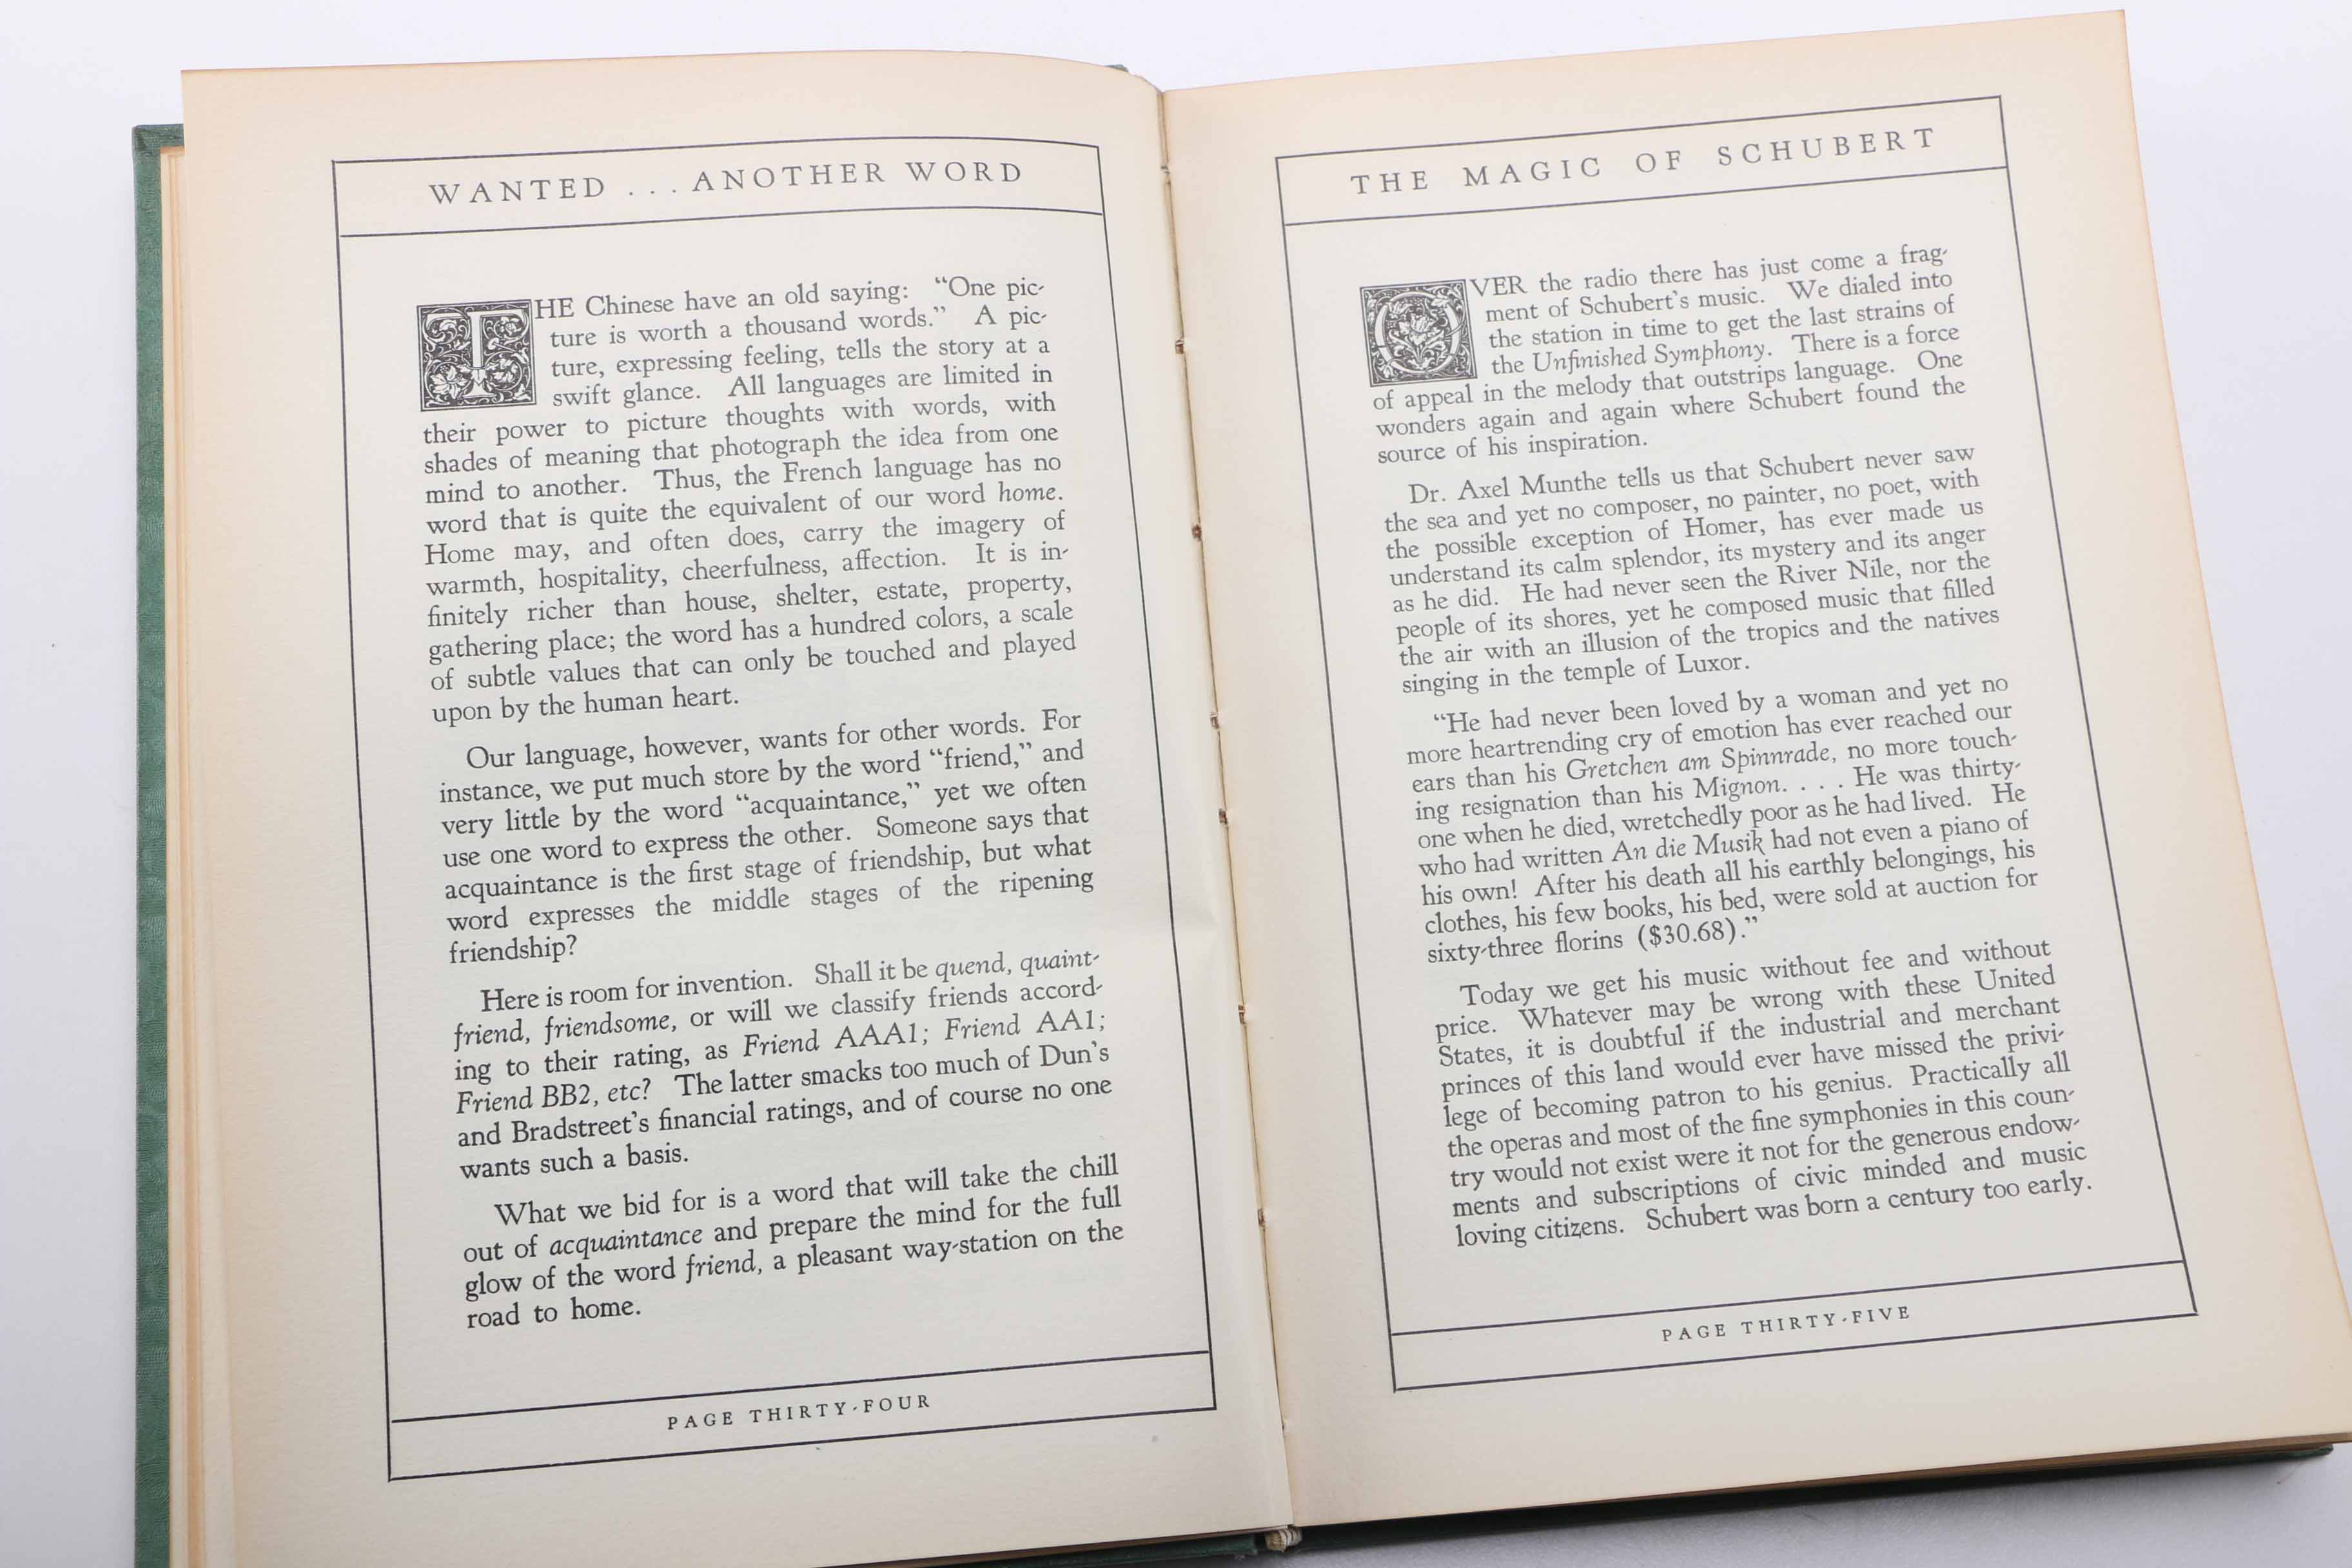 WANTED . . . ANOTHER WORD
THE Chinese have an old saying: “One pic-
ture is worth a thousand words.” A pic-
ture, expressing feeling, tells the story at a
swift glance. All languages are limited in
their power to picture thoughts with words, with
shades of meaning that photograph the idea from one
mind to another. Thus, the French language has no
word that is quite the equivalent of our word home.
Home may, and often does, carry the imagery of
warmth, hospitality, cheerfulness, affection. It is in-
finitely richer than house, shelter, estate, property,
gathering place; the word has a hundred colors, a scale
of subtle values that can only be touched and played
upon by the human heart.
Our language, however, wants for other words. For
instance, we put much store by the word “friend,” and
very little by the word “acquaintance,” yet we often
use one word to express the other. Someone says that
acquaintance is the first stage of friendship, but what
word expresses the middle stages of the ripening
friendship?
Here is room for invention. Shall it be quend, quaint-
friend, friendsome, or will we classify friends accord-
ing to their rating, as Friend AAA1; Friend AA1;
Friend BB2, etc? The latter smacks too much of Dun’s
and Bradstreet’s financial ratings, and of course no one
wants such a basis.
What we bid for is a word that will take the chill
out of acquaintance and prepare the mind for the full
glow of the word friend, a pleasant way-station on the
road to home.
PAGE THIRTY-FOUR
THE MAGIC OF SCHUBERT
OVER the radio there has just come a frag-
ment of Schubert’s music. We dialed into
the station in time to get the last strains of
the Unfinished Symphony. There is a force
of appeal in the melody that outstrips language. One
wonders again and again where Schubert found the
source of his inspiration.
Dr. Axel Munthe tells us that Schubert never saw
the sea and yet no composer, no painter, no poet, with
the possible exception of Homer, has ever made us
understand its calm splendor, its mystery and its anger
as he did. He had never seen the River Nile, nor the
people of its shores, yet he composed music that filled
the air with an illusion of the tropics and the natives
singing in the temple of Luxor.
“He had never been loved by a woman and yet no
more heartrending cry of emotion has ever reached our
ears than his Gretchen am Spinnrade, no more touch-
ing resignation than his Mignon. . . . He was thirty-
one when he died, wretchedly poor as he had lived. He
who had written An die Musik had not even a piano of
his own! After his death all his earthly belongings, his
clothes, his few books, his bed, were sold at auction for
sixty-three florins ($30.68).”
Today we get his music without fee and without
price. Whatever may be wrong with these United
States, it is doubtful if the industrial and merchant
princes of this land would ever have missed the privi-
lege of becoming patron to his genius. Practically all
the operas and most of the fine symphonies in this coun-
try would not exist were it not for the generous endow-
ments and subscriptions of civic minded and music
loving citizens. Schubert was born a century too early.
PAGE THIRTY-FIVE